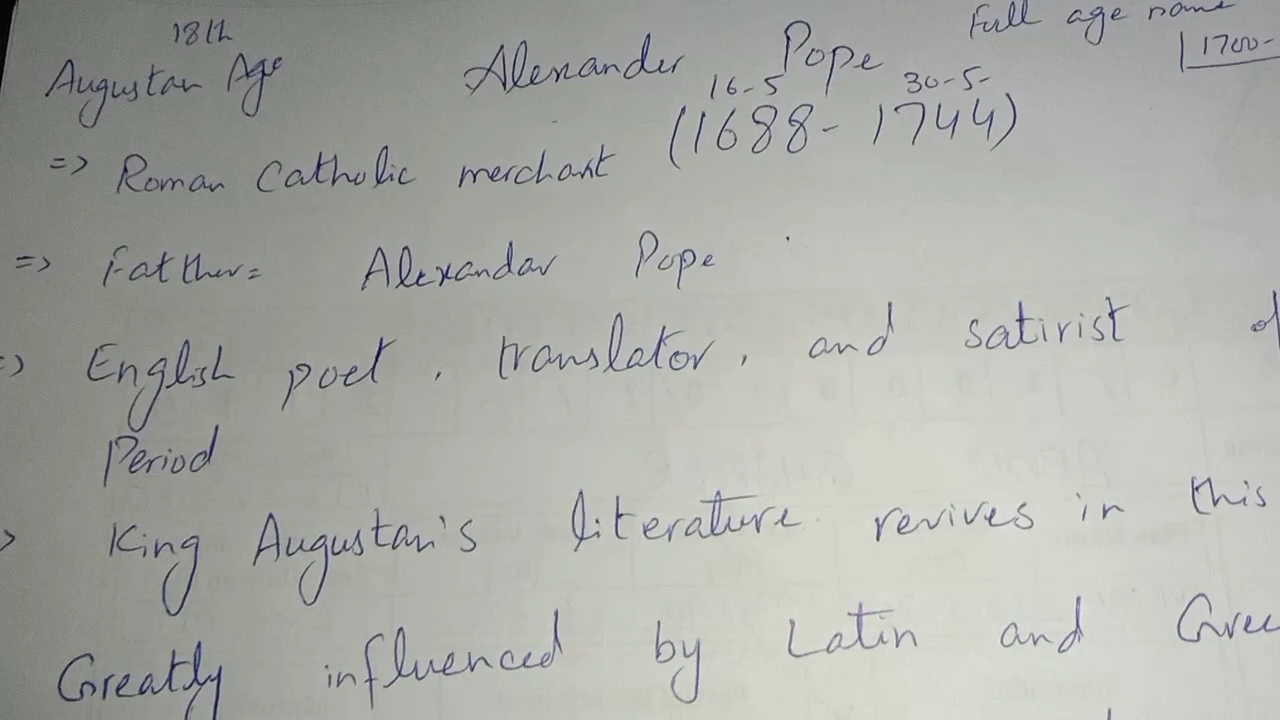 18th
Full age name
Augustan Age Alexander Pope 1700-
16-5 30-5-
(1688- 1744)
=> Roman Catholic merchant
=> Father= Alexandar Pope
=> English poet, translator, and satirist of
Period
King Augustan's literature revives in this
Greatly influenced by Latin and Gree